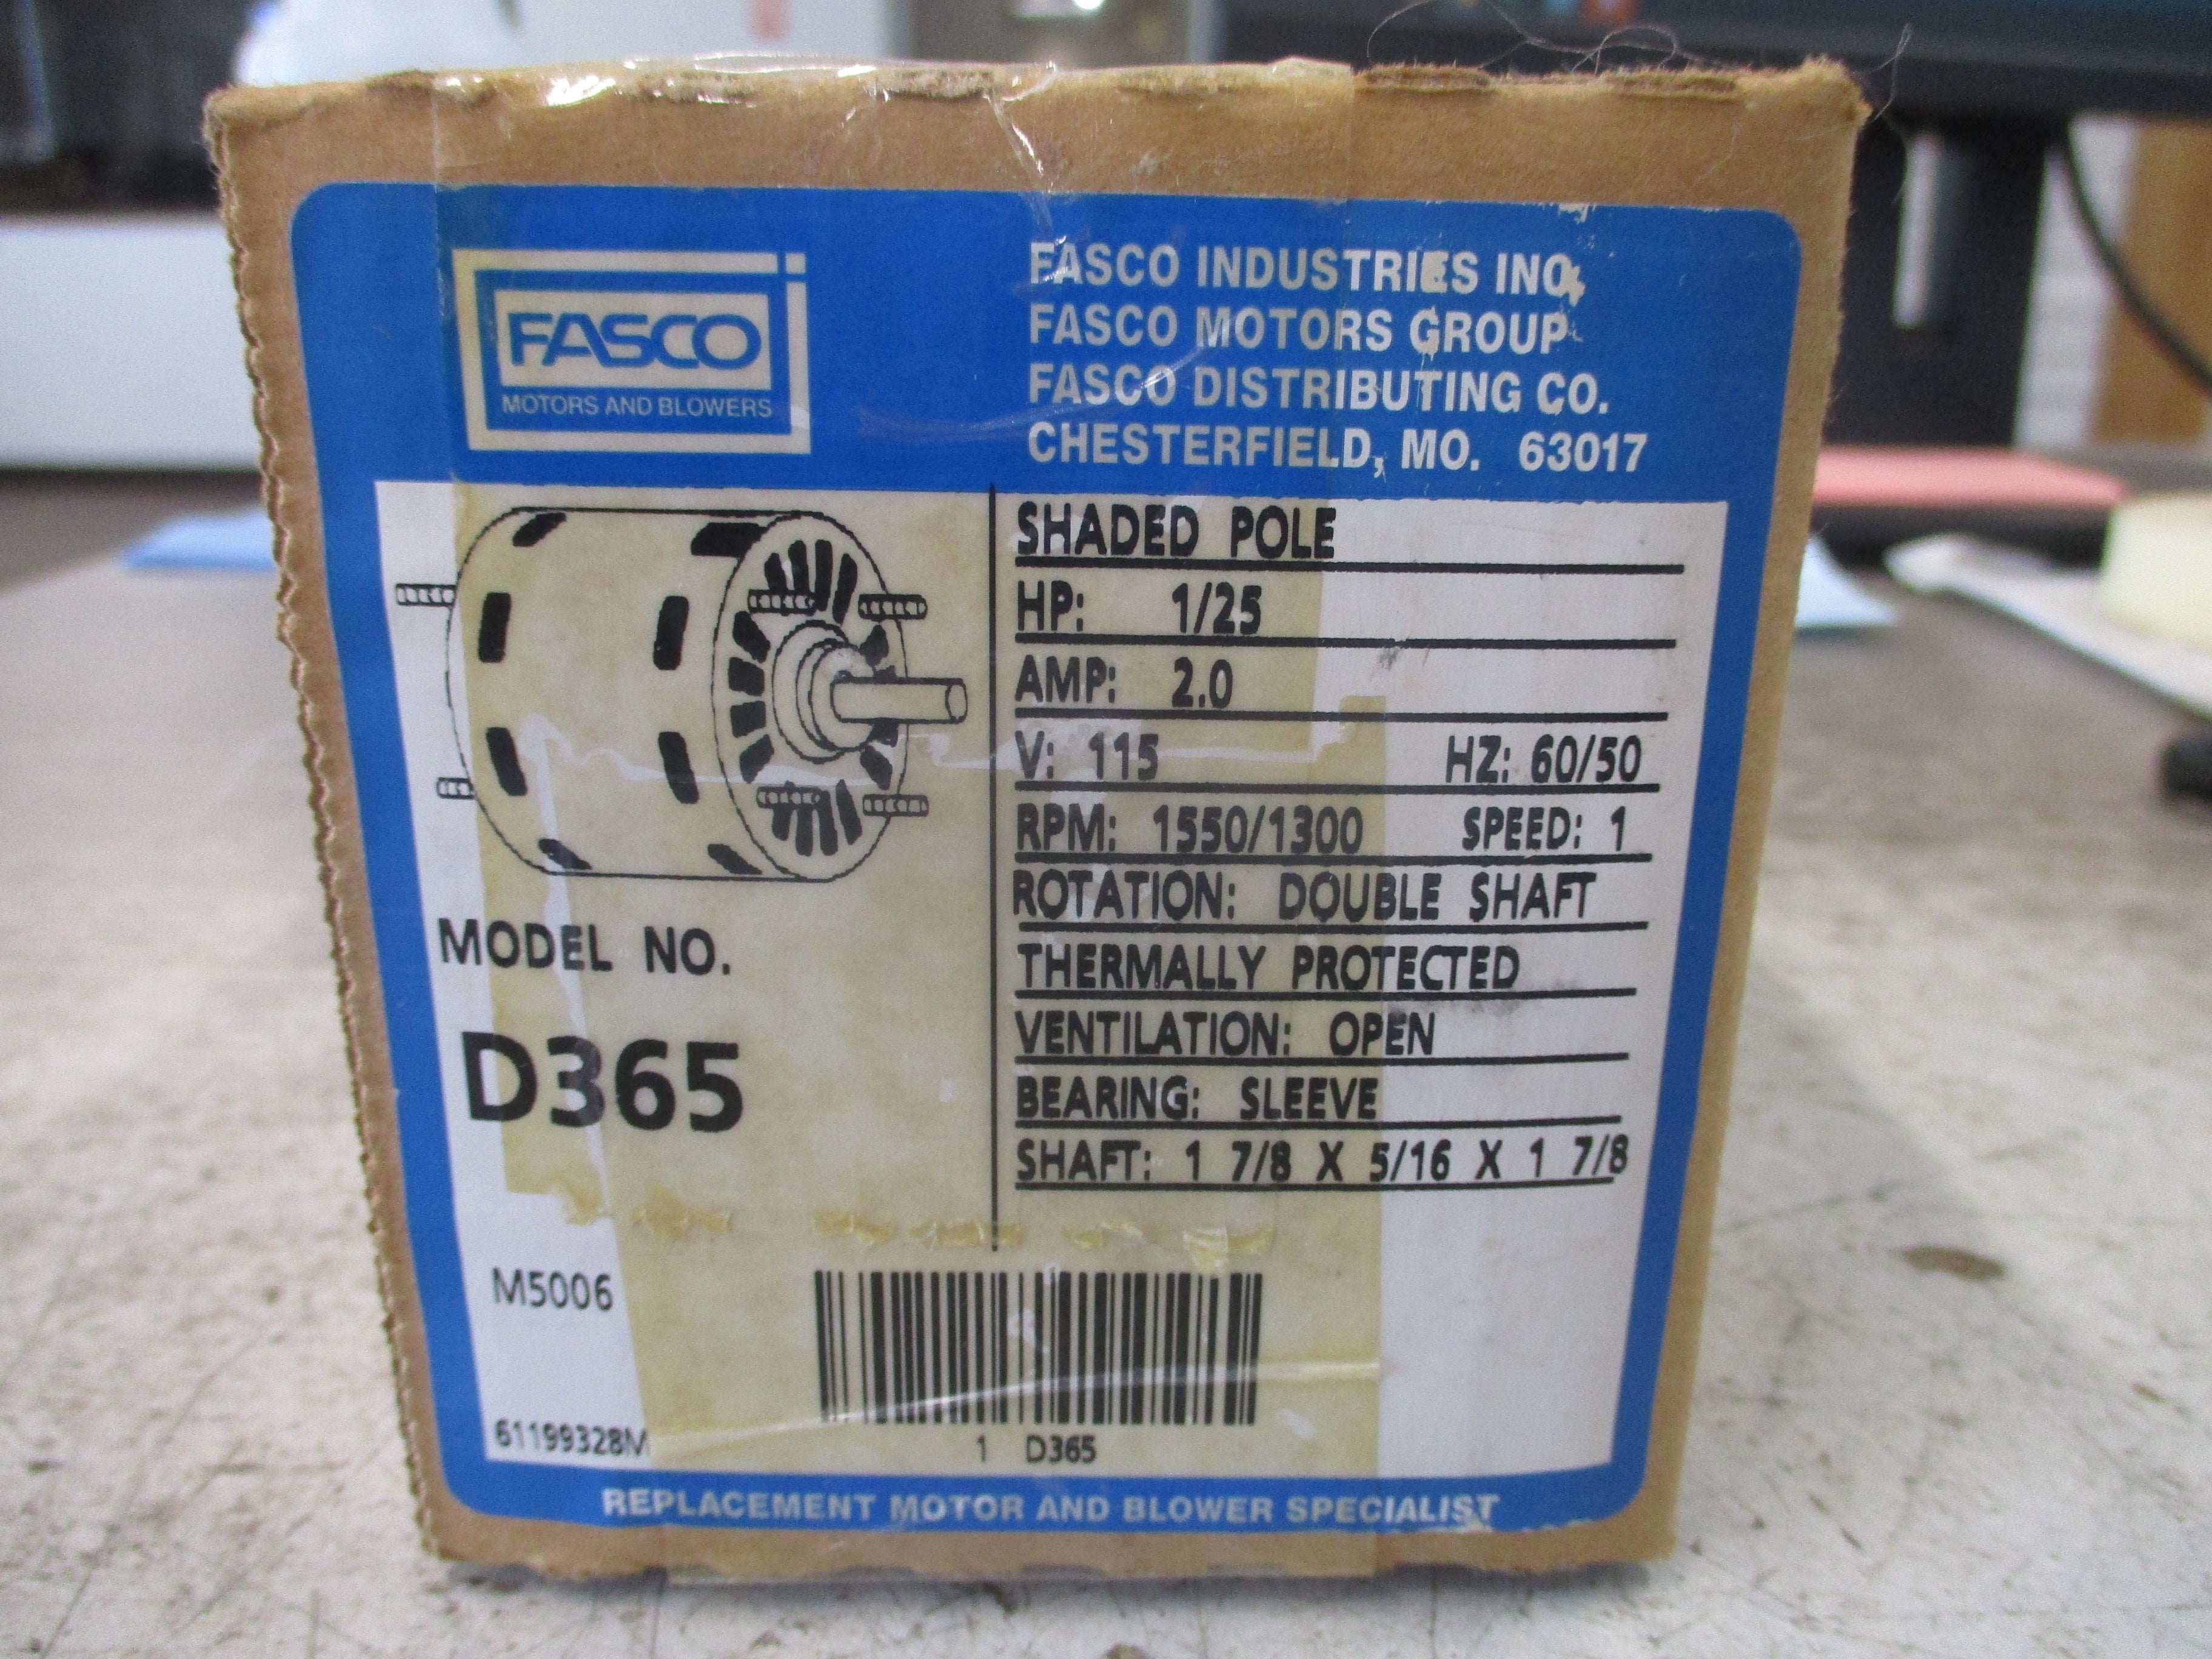 FASCO
MOTORS AND BLOWERS
FASCO INDUSTRIES INC.
FASCO MOTORS GROUP
FASCO DISTRIBUTING CO.
CHESTERFIELD, MO. 63017
SHADED POLE
HP: 1/25
AMP: 2.0
V: 115 HZ: 60/50
RPM: 1550/1300 SPEED: 1
ROTATION: DOUBLE SHAFT
THERMALLY PROTECTED
VENTILATION: OPEN
BEARING: SLEEVE
SHAFT: 1 7/8 X 5/16 X 1 7/8
MODEL NO.
D365
M5006
61199328M
1 D365
REPLACEMENT MOTOR AND BLOWER SPECIALIST